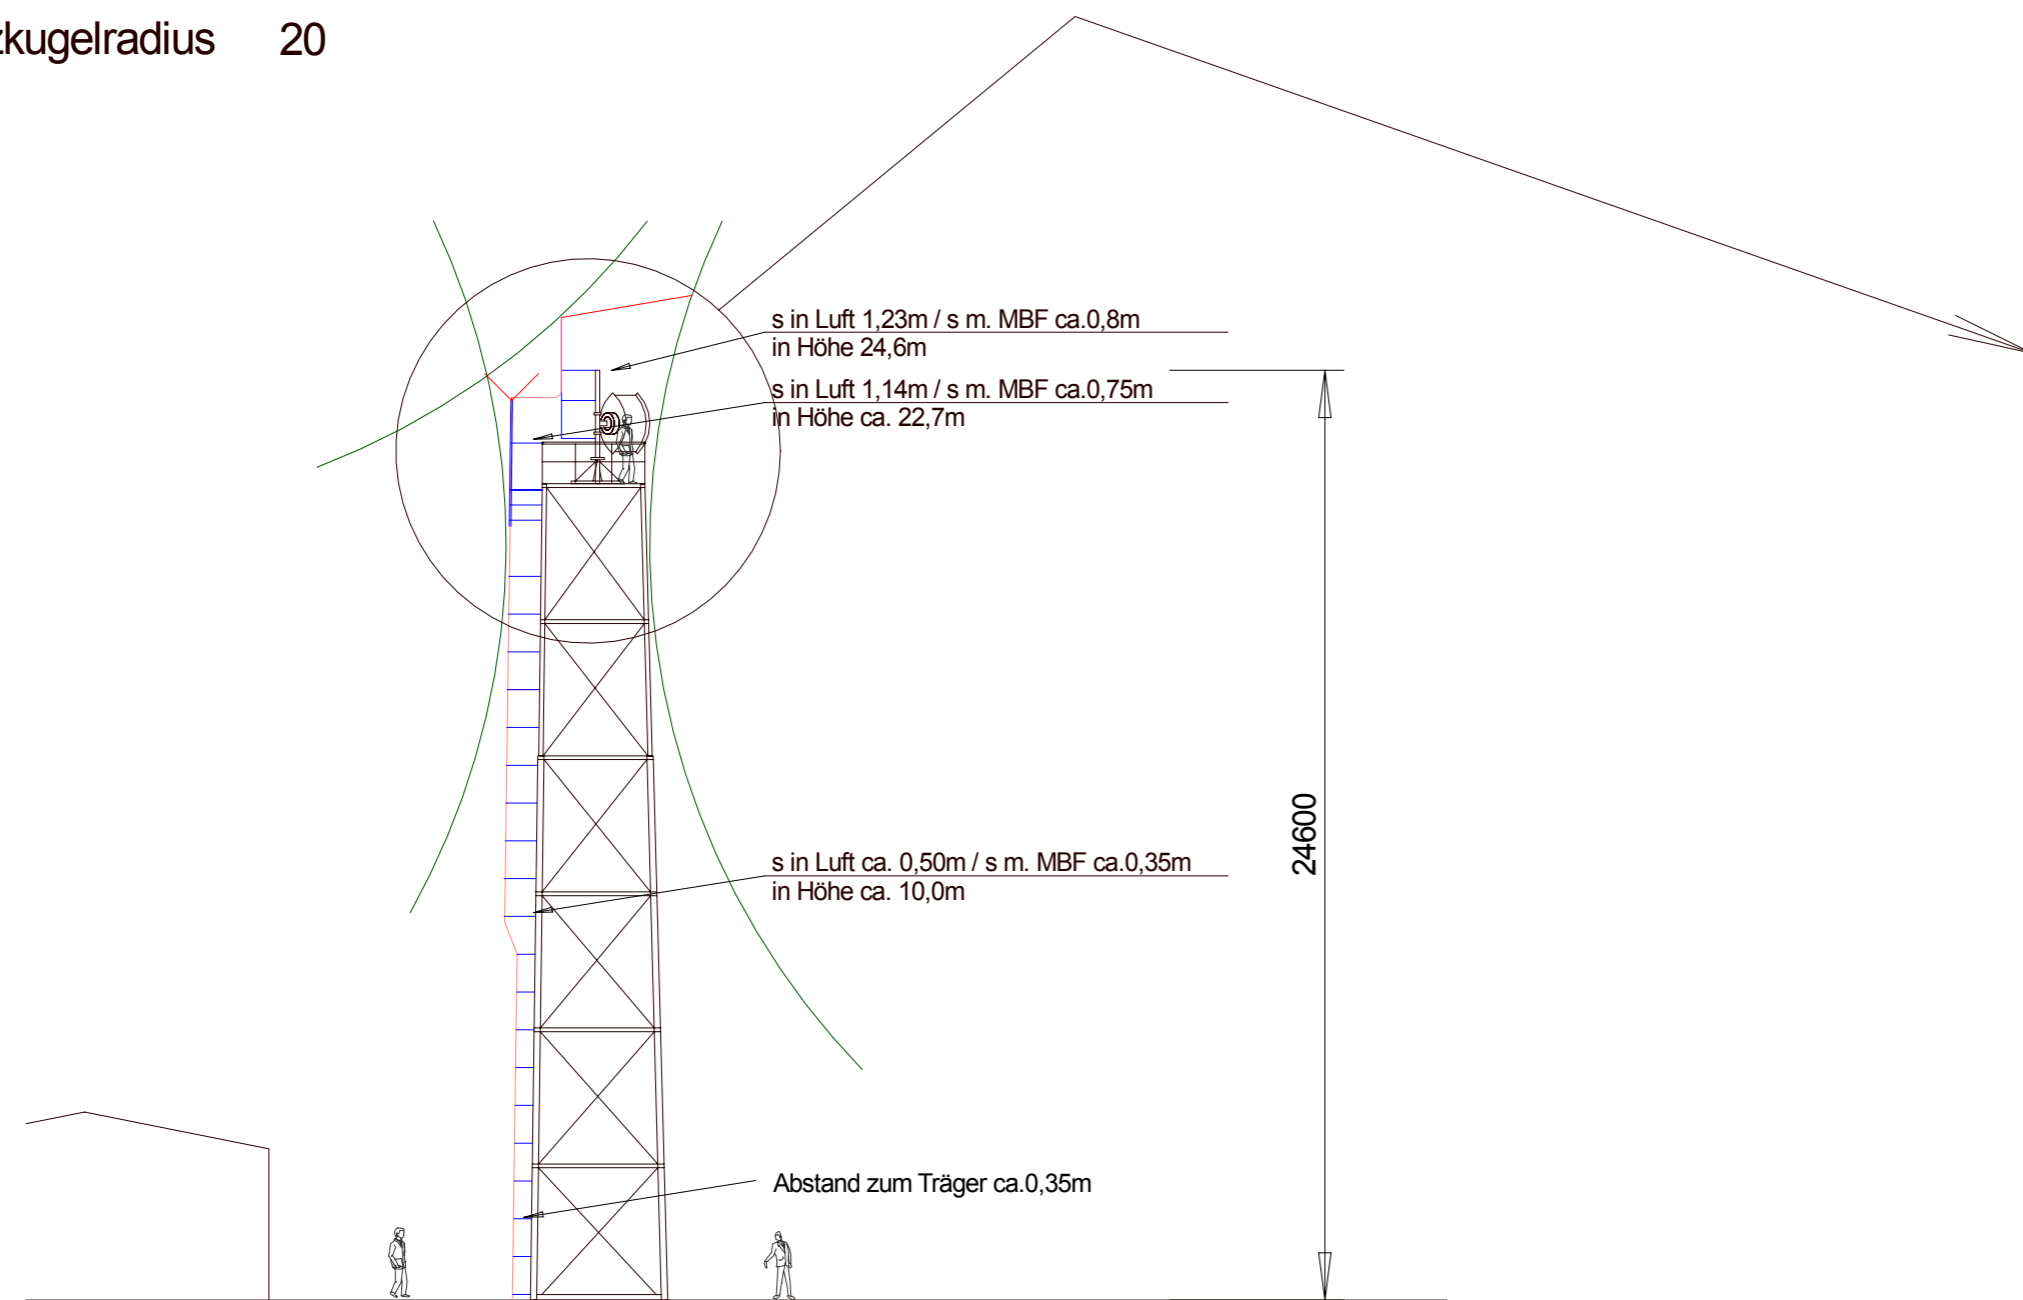 zkugelradius 20
s in Luft 1,23m / s m. MBF ca.0,8m
in Höhe 24,6m
s in Luft 1,14m / s m. MBF ca.0,75m
in Höhe ca. 22,7m
24600
s in Luft ca. 0,50m / s m. MBF ca.0,35m
in Höhe ca. 10,0m
Abstand zum Träger ca.0,35m